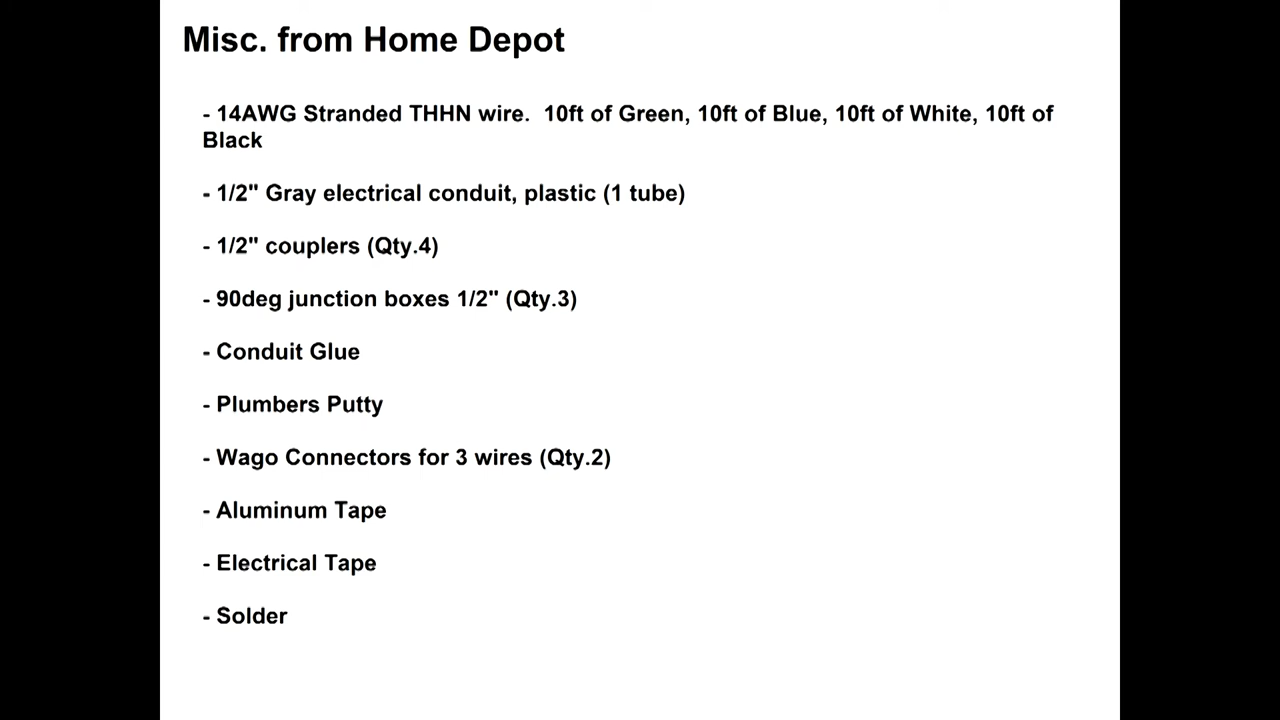 Misc. from Home Depot
- 14AWG Stranded THHN wire.  10ft of Green, 10ft of Blue, 10ft of White, 10ft of
Black
- 1/2" Gray electrical conduit, plastic (1 tube)
- 1/2" couplers (Qty.4)
- 90deg junction boxes 1/2" (Qty.3)
- Conduit Glue
- Plumbers Putty
- Wago Connectors for 3 wires (Qty.2)
- Aluminum Tape
- Electrical Tape
- Solder